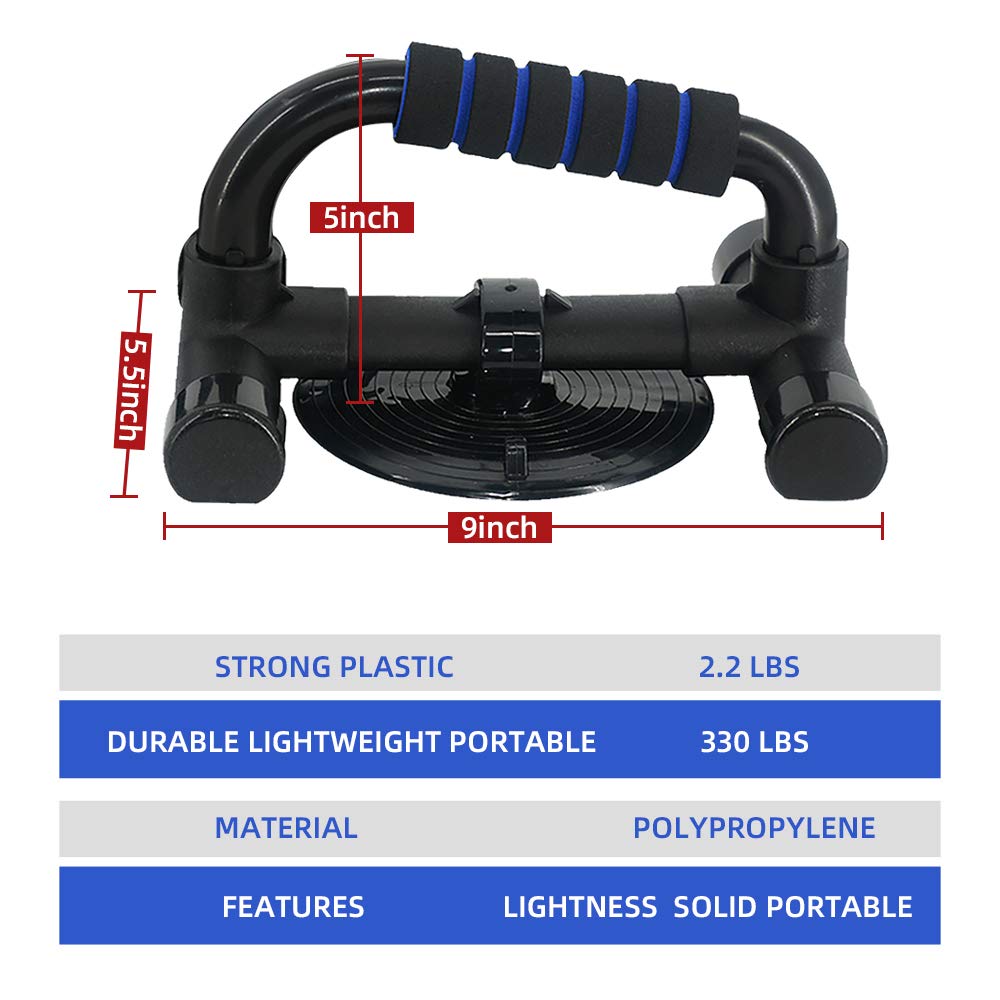 5inch
5.5inch
9inch
STRONG PLASTIC 2.2 LBS
DURABLE LIGHTWEIGHT PORTABLE 330 LBS
MATERIAL POLYPROPYLENE
FEATURES LIGHTNESS SOLID PORTABLE